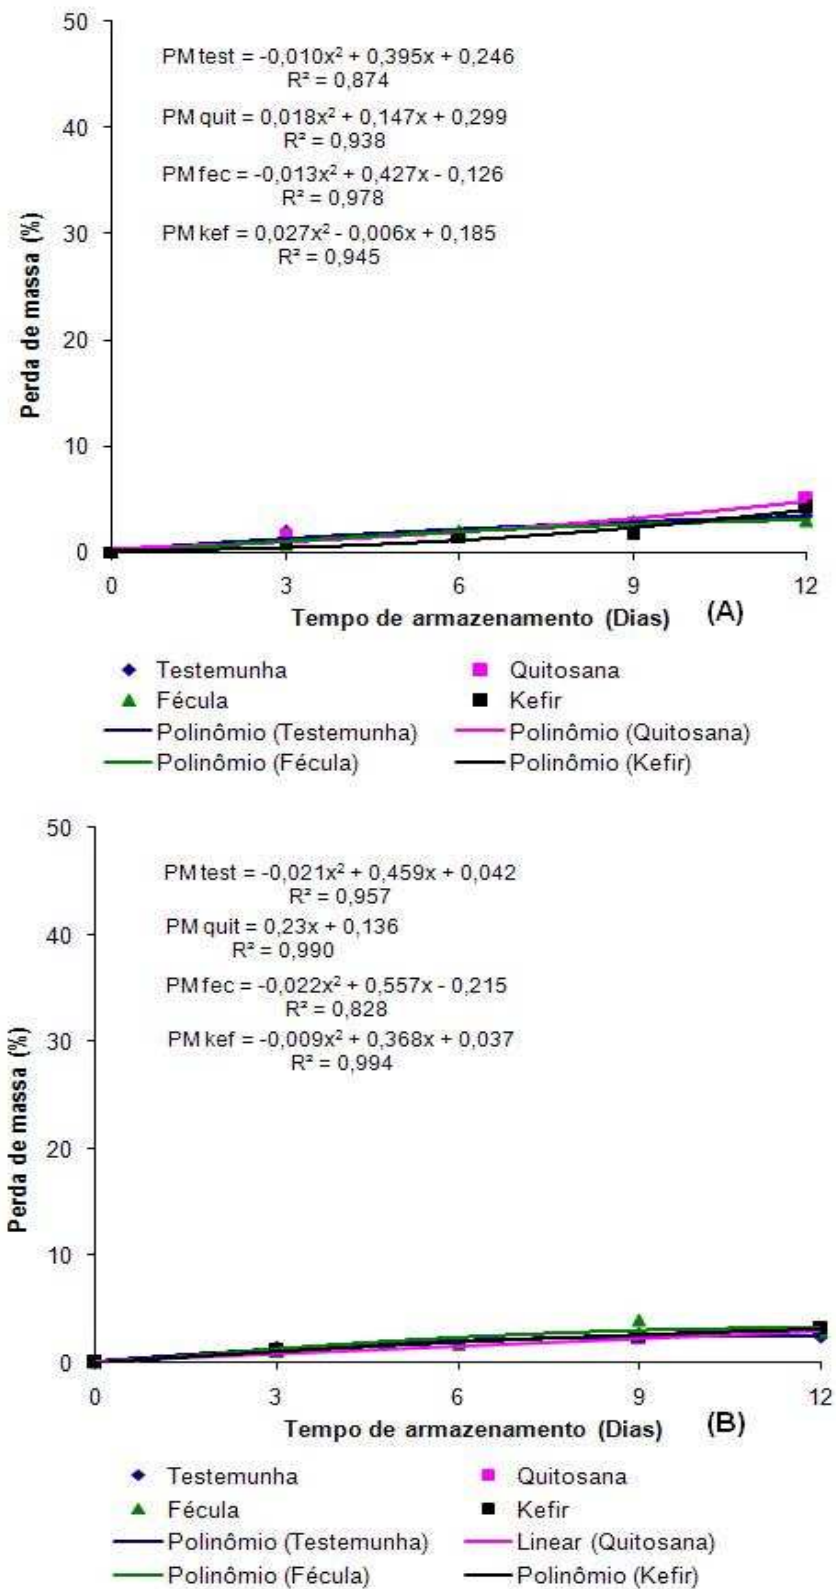 50
PM test = -0,010x² + 0,395x + 0,246
R² = 0,874
PM quit = 0,018x² + 0,147x + 0,299
R² = 0,938
PM fec = -0,013x² + 0,427x - 0,126
R² = 0,978
PM kef = 0,027x² - 0,006x + 0,185
R² = 0,945
40
30
20
10
0
Perda de massa (%)
0 3 6 9 12
Tempo de armazenamento (Dias) (A)
Testemunha Quitosana
Fécula Kefir
Polinômio (Testemunha) Polinômio (Quitosana)
Polinômio (Fécula) Polinômio (Kefir)
50
PM test = -0,021x² + 0,459x + 0,042
R² = 0,957
PM quit = 0,23x + 0,136
R² = 0,990
PM fec = -0,022x² + 0,557x - 0,215
R² = 0,828
PM kef = -0,009x² + 0,368x + 0,037
R² = 0,994
40
30
20
10
0
Perda de massa (%)
0 3 6 9 12
Tempo de armazenamento (Dias) (B)
Testemunha Quitosana
Fécula Kefir
Polinômio (Testemunha) Linear (Quitosana)
Polinômio (Fécula) Polinômio (Kefir)